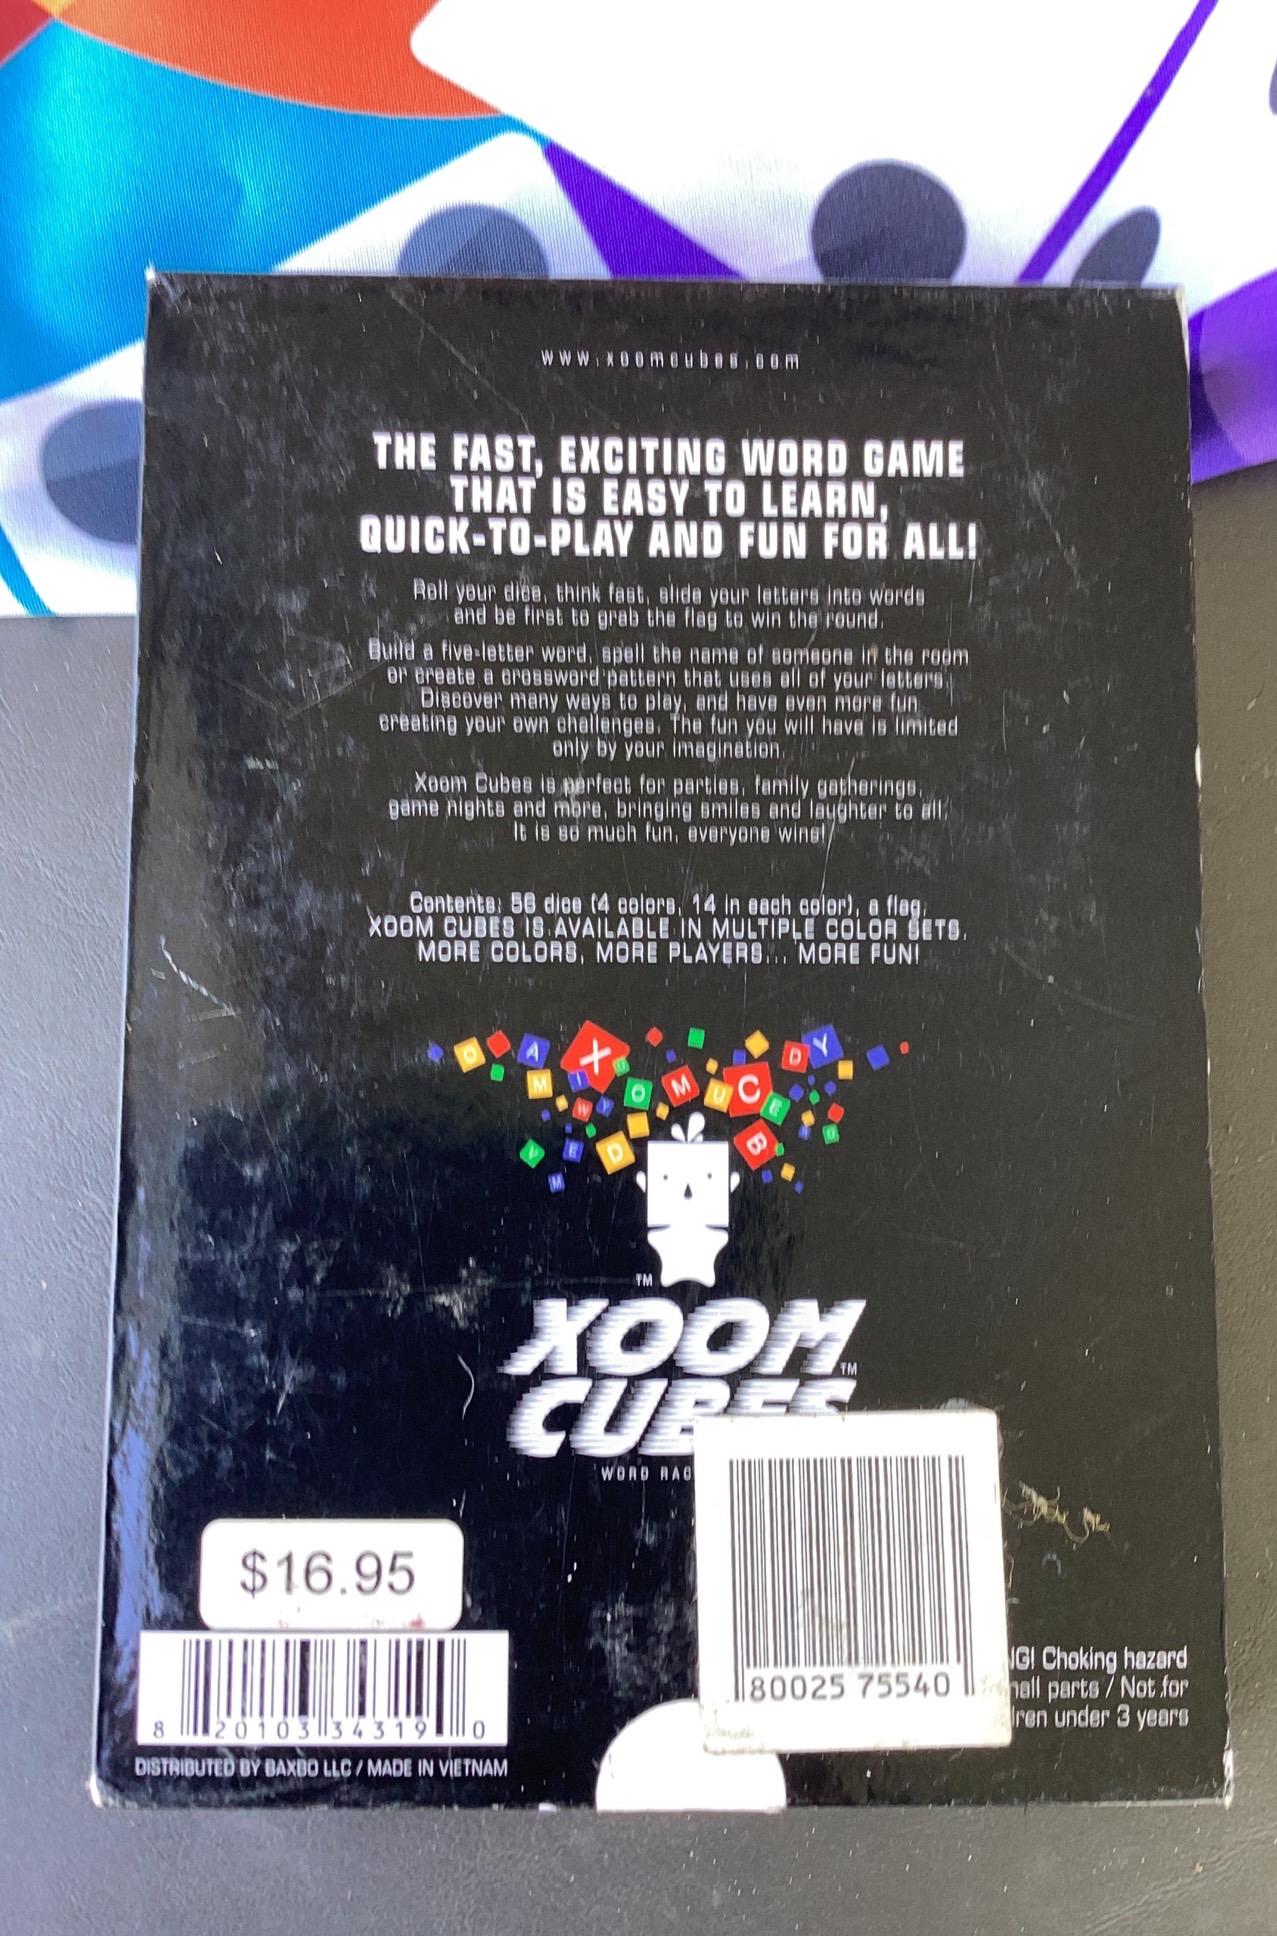 www.xoomcubes.com
THE FAST, EXCITING WORD GAME
THAT IS EASY TO LEARN,
QUICK-TO-PLAY AND FUN FOR ALL!
Roll your dice, think fast, slide your letters into words
and be first to grab the flag to win the round.
Build a five-letter word, spell the name of someone in the room
or create a crossword pattern that uses all of your letters.
Discover many ways to play, and have even more fun
creating your own challenges. The fun you will have is limited
only by your imagination.
Xoom Cubes is perfect for parties, family gatherings,
game nights and more, bringing smiles and laughter to all.
It is so much fun, everyone wins!
Contents: 56 dice (4 colors, 14 in each color), a flag.
XOOM CUBES IS AVAILABLE IN MULTIPLE COLOR SETS.
MORE COLORS, MORE PLAYERS... MORE FUN!
O A X D Y
M I O M U C E
W Y
V E D B
M
TM
XOOM
TM
CUBES
WORD RAC
$16.95
80025 75540
8 20103 34319 0
NG! Choking hazard
mall parts / Not for
dren under 3 years
DISTRIBUTED BY BAXBO LLC / MADE IN VIETNAM